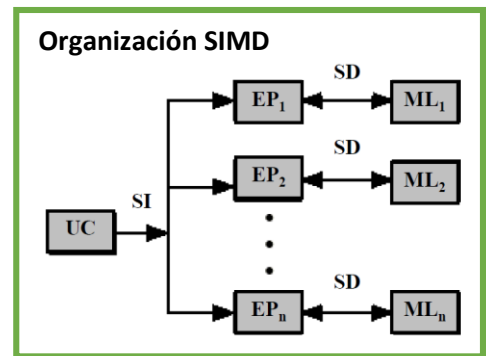 Organización SIMD
SD
EP1 ML1
SD
EP2 ML2
SI
UC
SD
EPn MLn